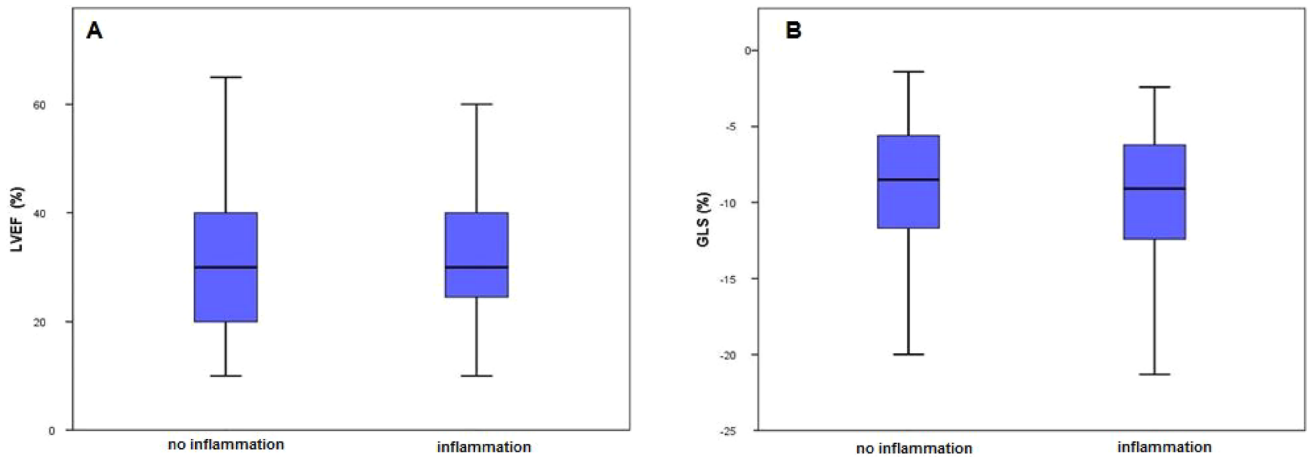 A
LVEF (%)
60
40
20
0
no inflammation
inflammation
B
GLS (%)
0
-5
-10
-15
-20
-25
no inflammation
inflammation